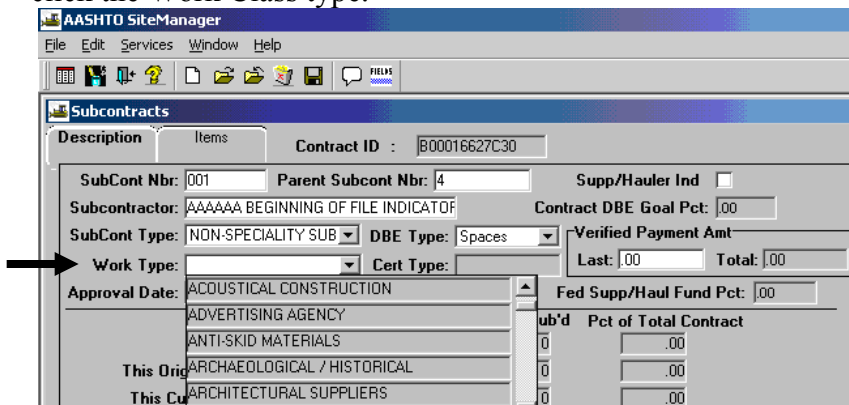 click the Work Class type.
AASHTO SiteManager
File Edit Services Window Help
FIELDS
Subcontracts
Description Items Contract ID : B00016627C30
SubCont Nbr: 001 Parent Subcont Nbr: 4 Supp/Hauler Ind
Subcontractor: AAAAAA BEGINNING OF FILE INDICATOR Contract DBE Goal Pct: .00
SubCont Type: NON-SPECIALITY SUB DBE Type: Spaces Verified Payment Amt
Work Type: Cert Type: Last: .00 Total: .00
Approval Date: ACOUSTICAL CONSTRUCTION Fed Supp/Haul Fund Pct: .00
ADVERTISING AGENCY ub'd Pct of Total Contract
ANTI-SKID MATERIALS 0 .00
This Orig ARCHAEOLOGICAL / HISTORICAL 0 .00
This Cu ARCHITECTURAL SUPPLIERS 0 .00